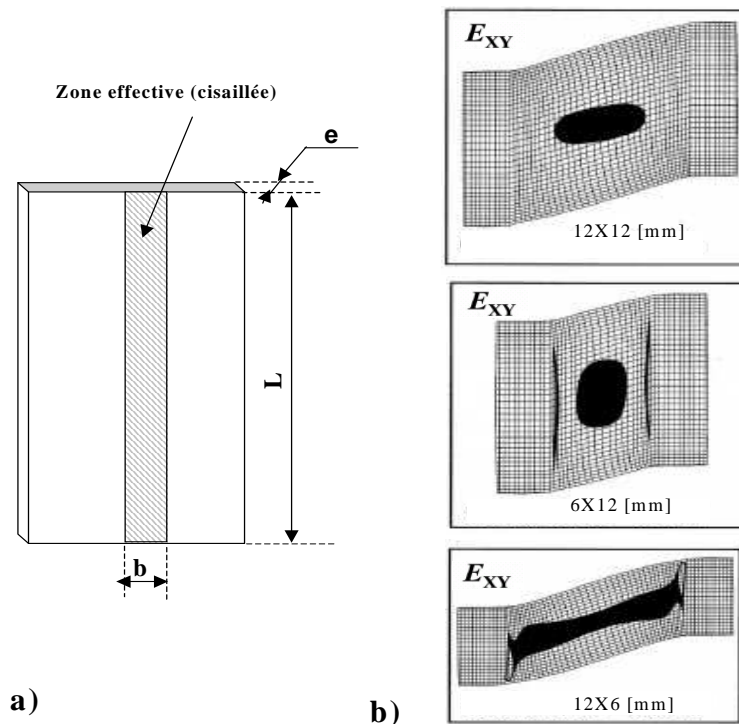 Zone effective (cisaillée)
e
L
b
a)
E_XY
12X12 [mm]
E_XY
6X12 [mm]
E_XY
12X6 [mm]
b)